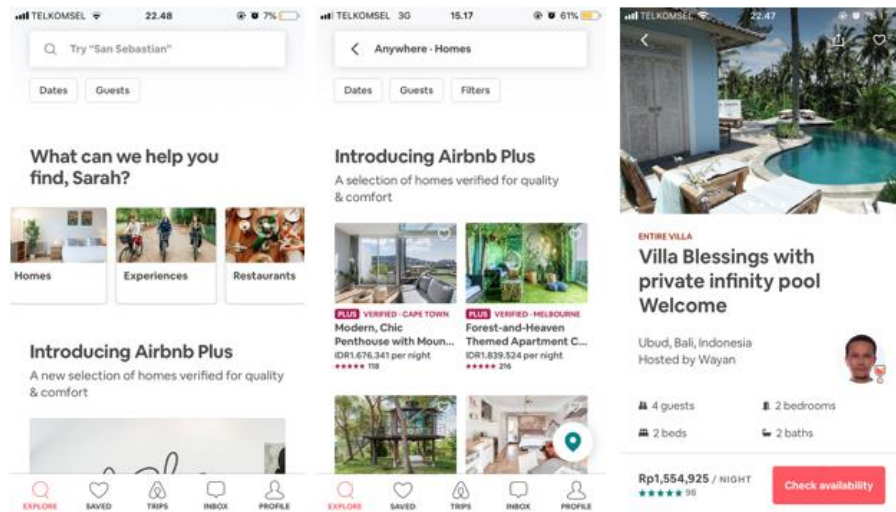 TELKOMSEL 22.48 7%
Try "San Sebastian"
Dates Guests
What can we help you
find, Sarah?
Homes Experiences Restaurants
Introducing Airbnb Plus
A new selection of homes verified for quality
& comfort
EXPLORE SAVED TRIPS INBOX PROFILE
TELKOMSEL 3G 15.17 61%
Anywhere · Homes
Dates Guests Filters
Introducing Airbnb Plus
A selection of homes verified for quality
& comfort
PLUS VERIFIED · CAPE TOWN
Modern, Chic
Penthouse with Moun...
IDR1.676.341 per night
118
PLUS VERIFIED · MELBOURNE
Forest-and-Heaven
Themed Apartment C...
IDR1.839.524 per night
216
EXPLORE SAVED TRIPS INBOX PROFILE
TELKOMSEL 22.47
ENTIRE VILLA
Villa Blessings with
private infinity pool
Welcome
Ubud, Bali, Indonesia
Hosted by Wayan
4 guests 2 bedrooms
2 beds 2 baths
Rp1,554,925 / NIGHT
98
Check availability